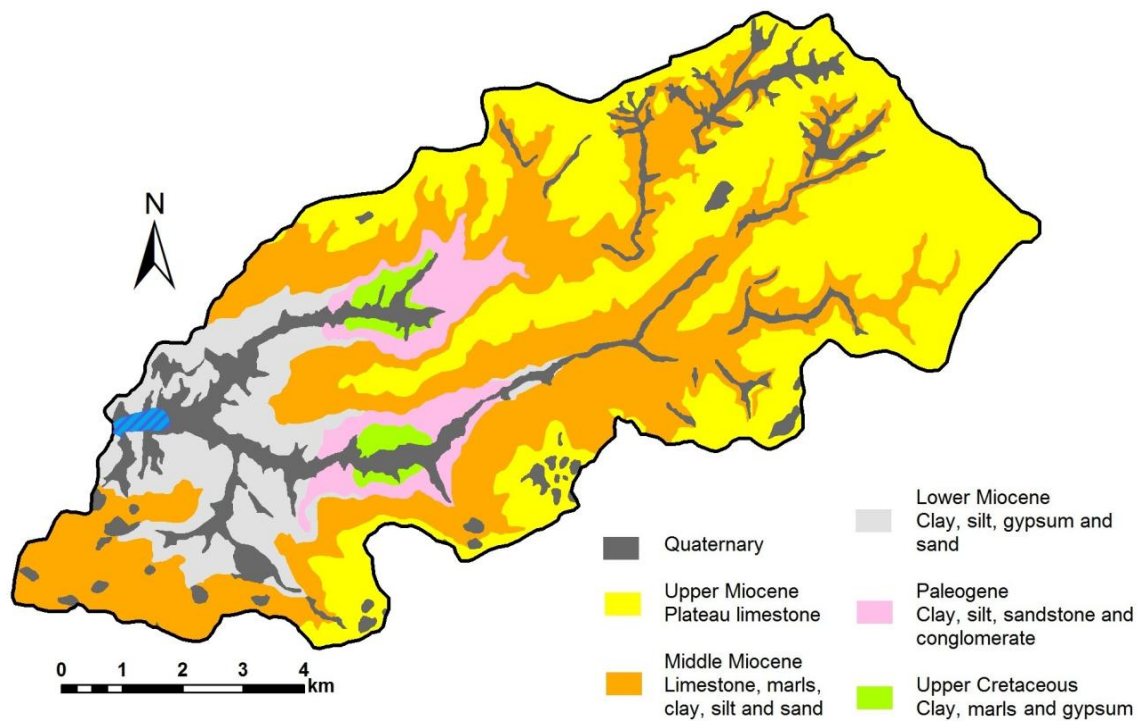 N
0 1 2 3 4
km
Quaternary
Upper Miocene
Plateau limestone
Middle Miocene
Limestone, marls,
clay, silt and sand
Lower Miocene
Clay, silt, gypsum and
sand
Paleogene
Clay, silt, sandstone and
conglomerate
Upper Cretaceous
Clay, marls and gypsum